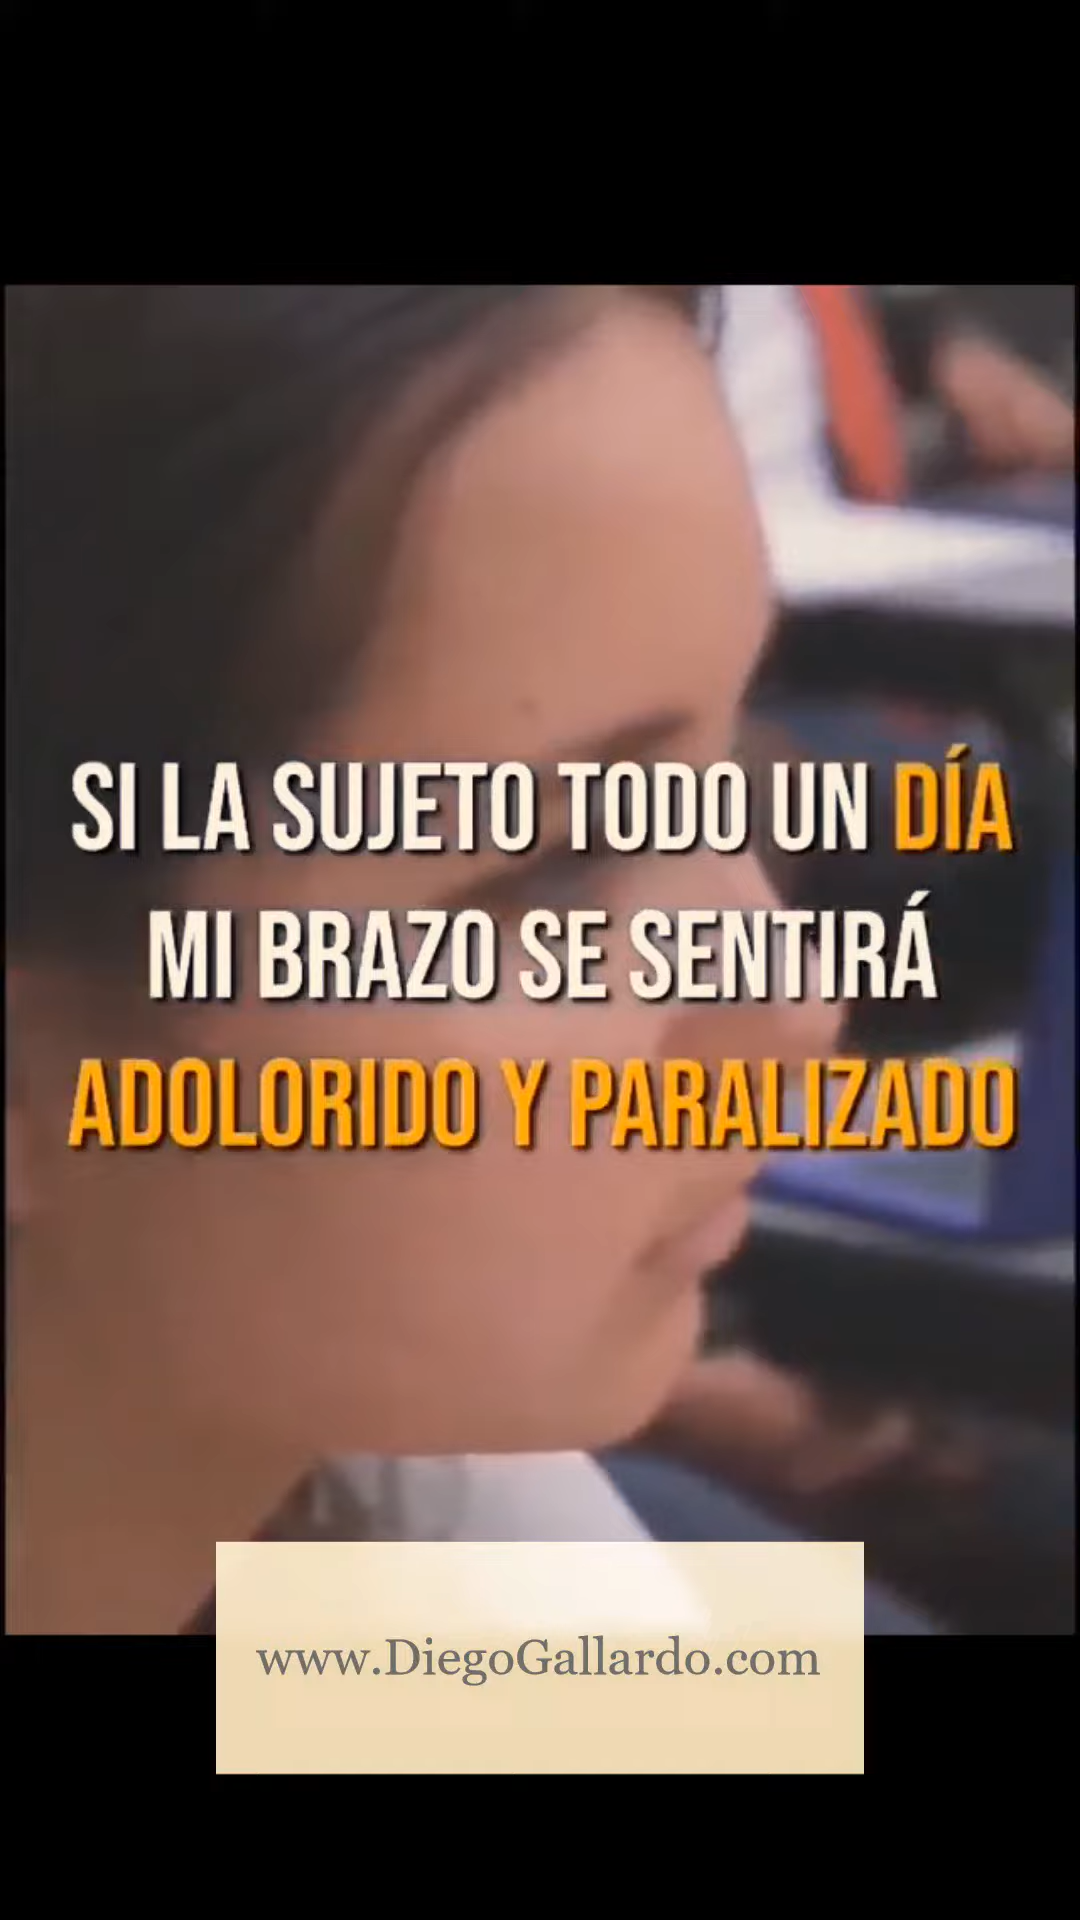 SI LA SUJETO TODO UN DÍA
MI BRAZO SE SENTIRÁ
ADOLORIDO Y PARALIZADO
www.DiegoGallardo.com